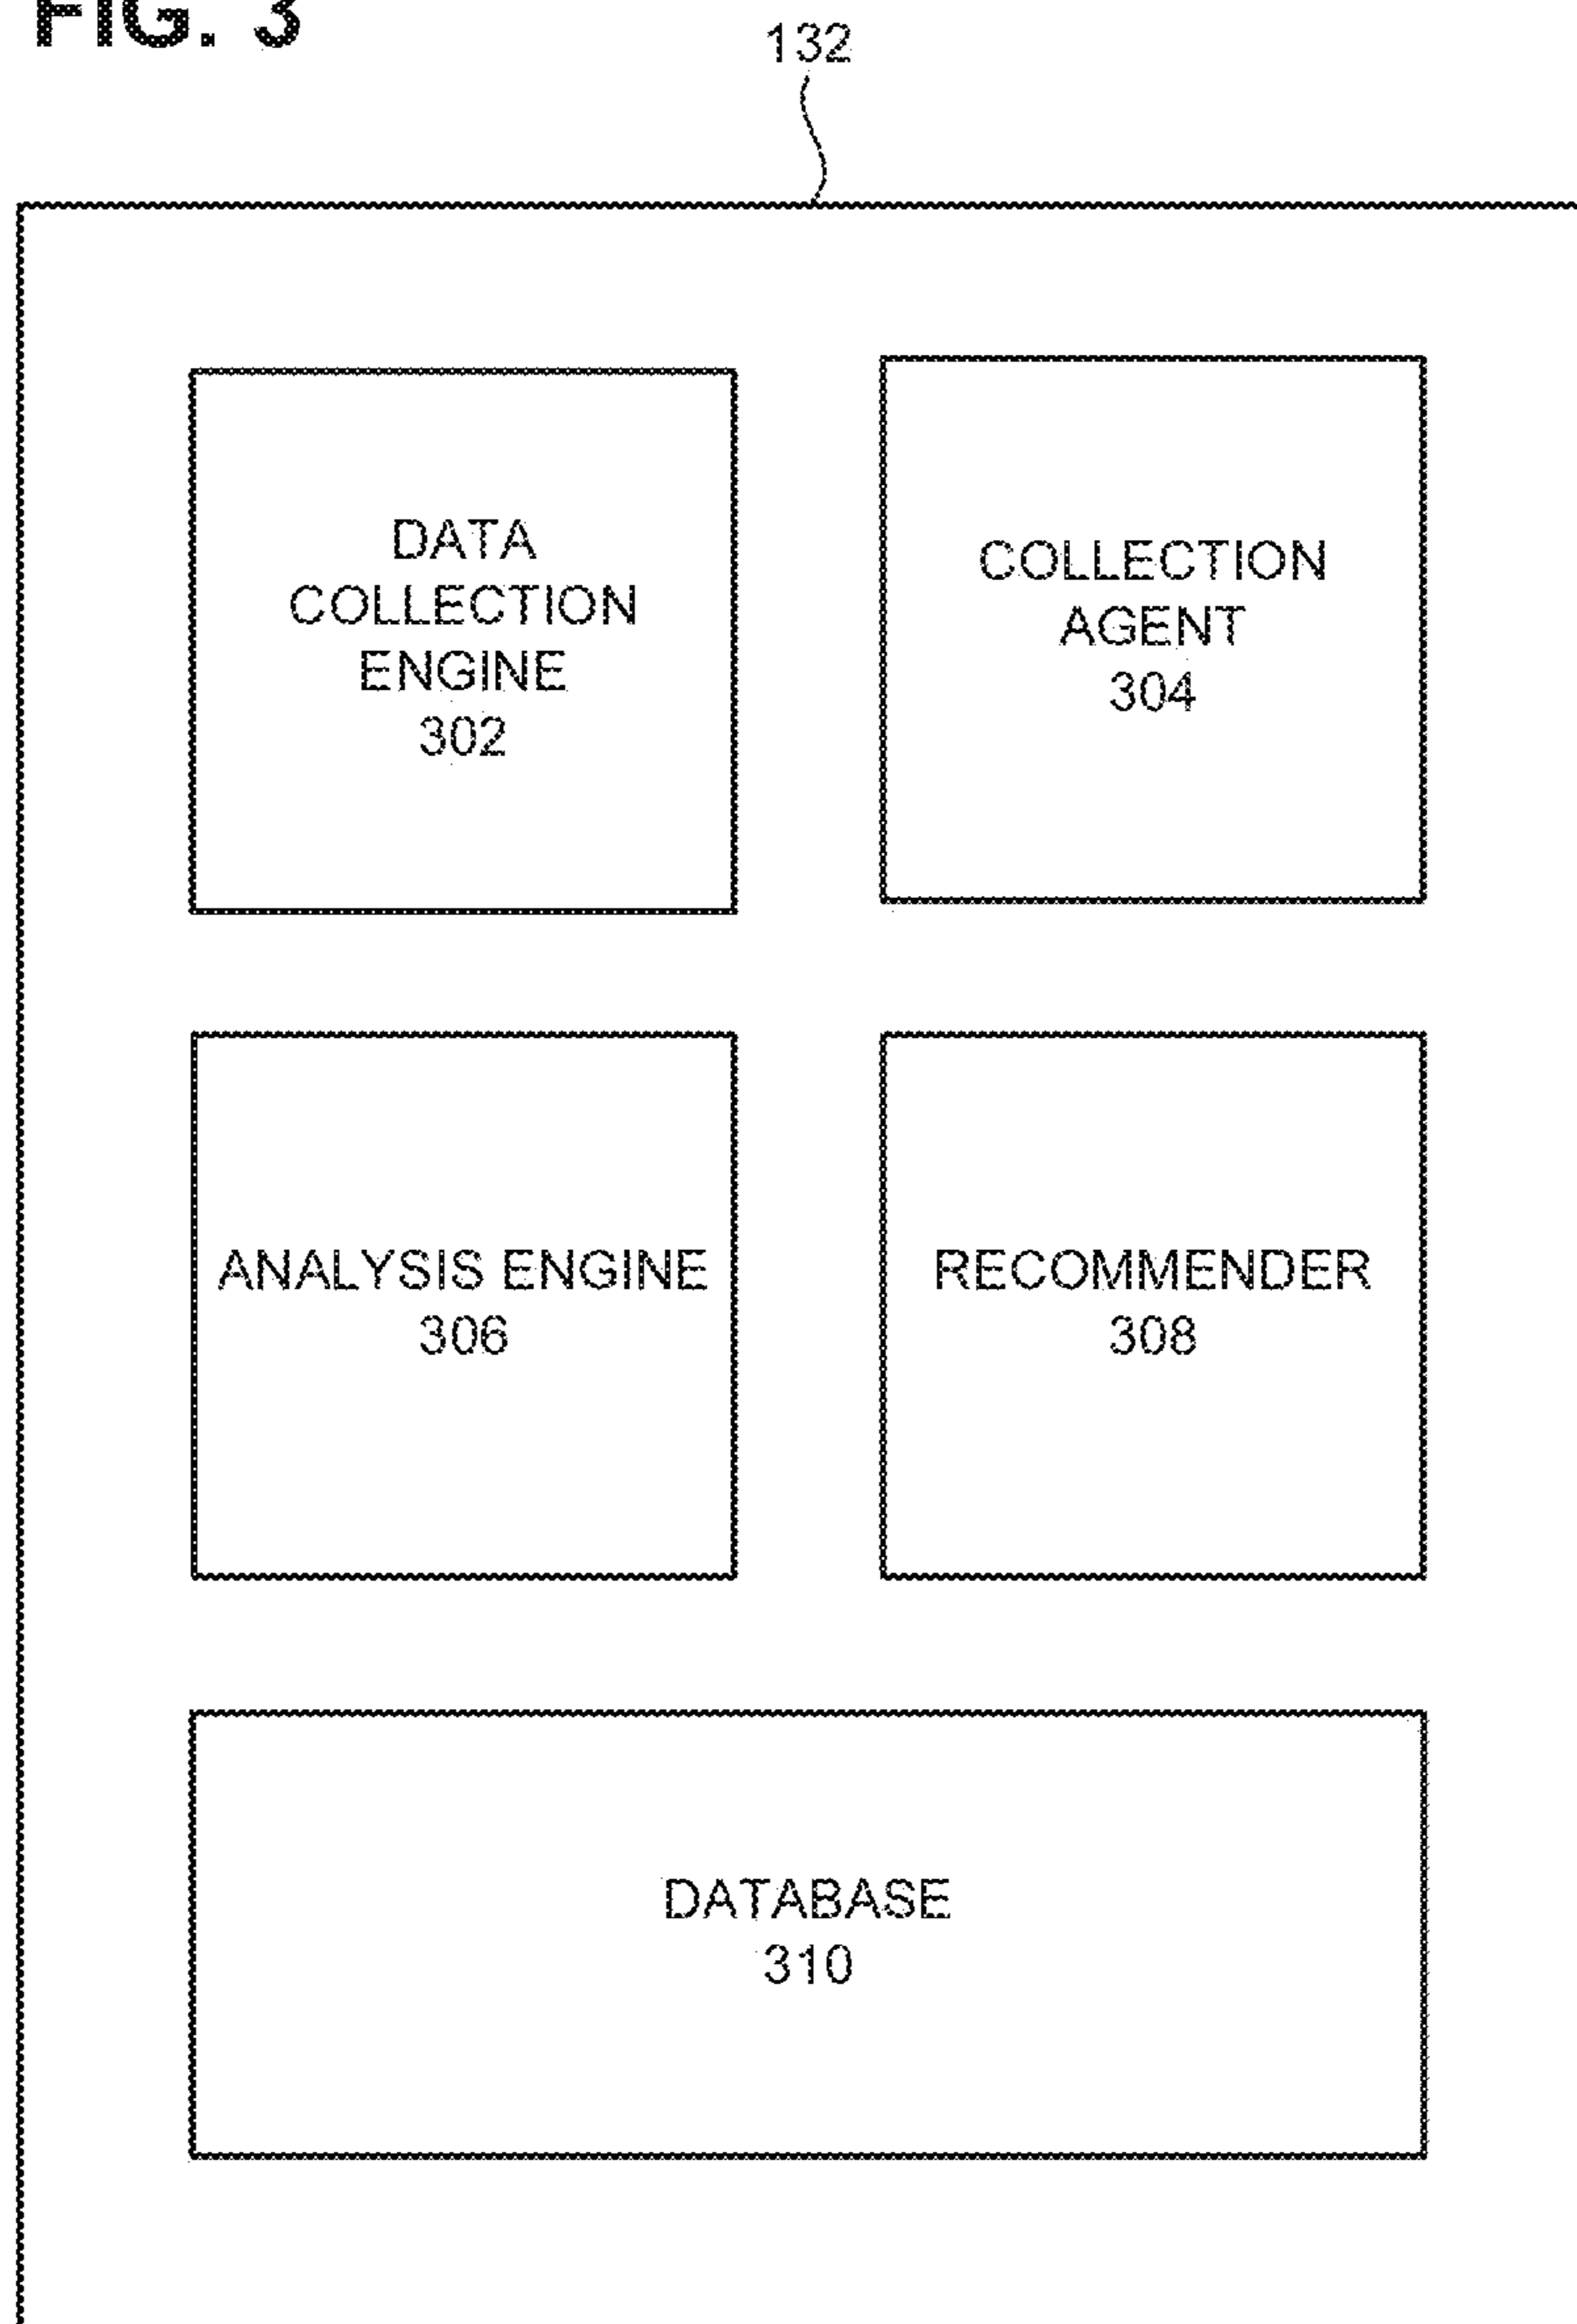 FIG. 3
132
DATA
COLLECTION
ENGINE
302
COLLECTION
AGENT
304
ANALYSIS ENGINE
306
RECOMMENDER
308
DATABASE
310